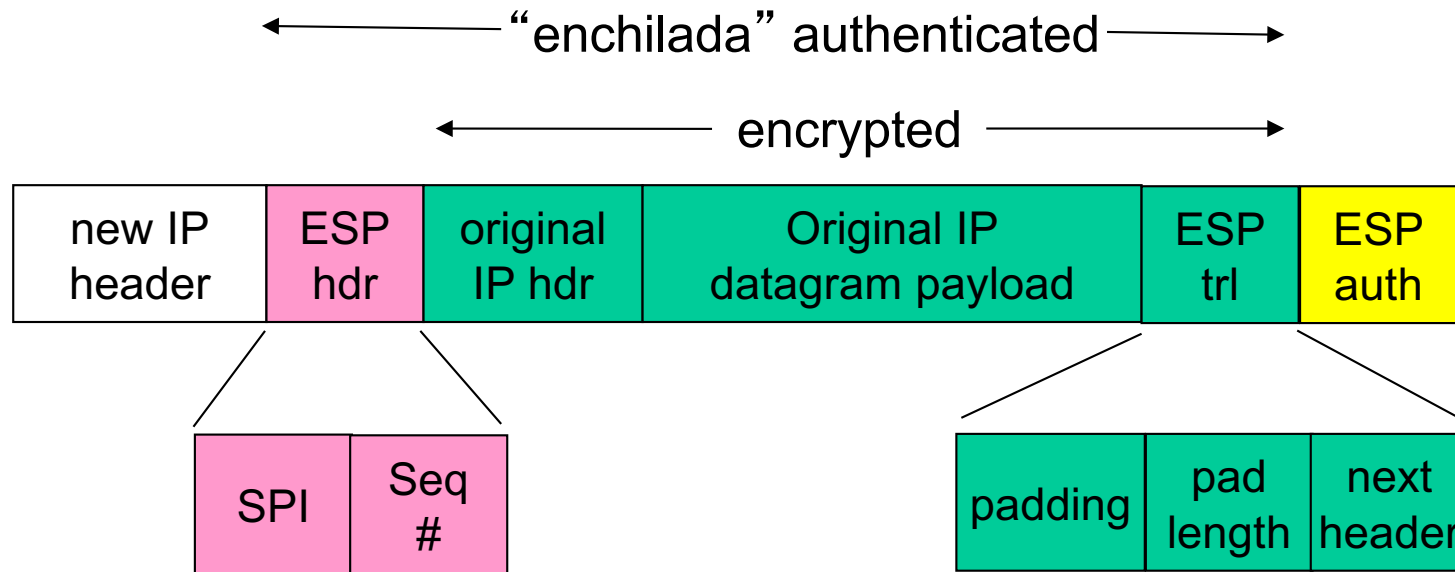 “enchilada” authenticated
encrypted
new IP
header
ESP
hdr
original
IP hdr
Original IP
datagram payload
ESP
trl
ESP
auth
SPI
Seq
#
padding
pad
length
next
header